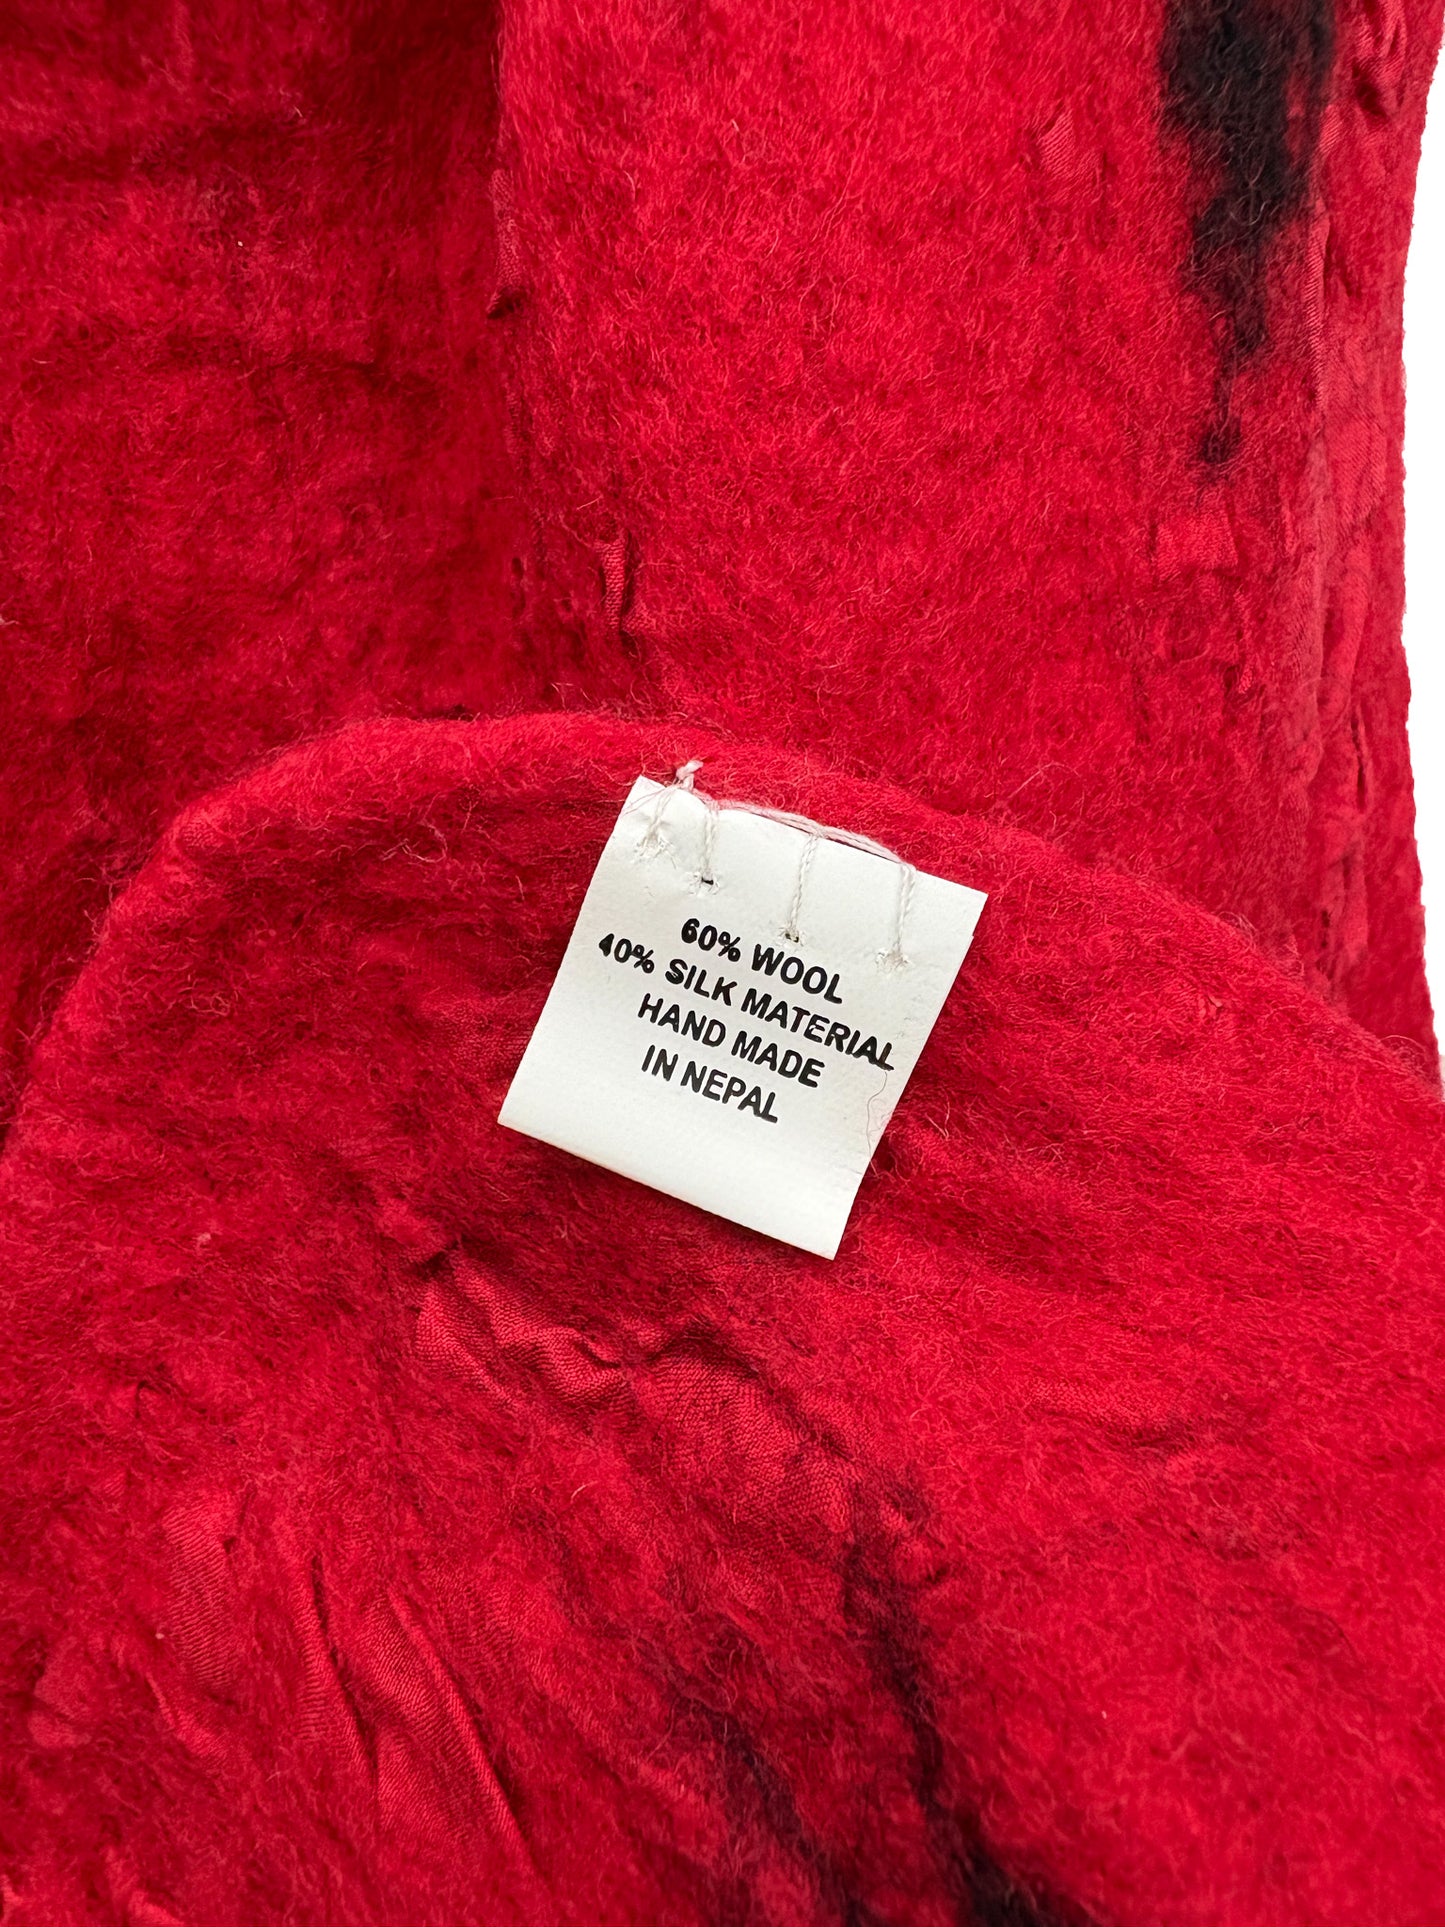 60% WOOL
40% SILK MATERIAL
HAND MADE
IN NEPAL